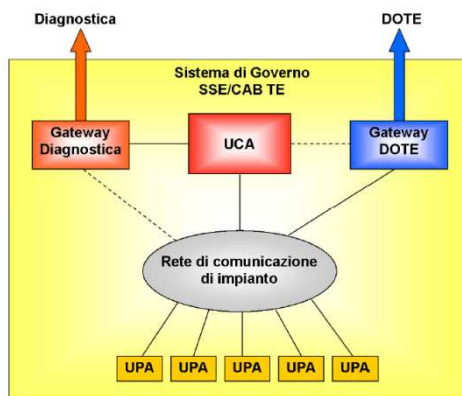 Diagnostica
DOTE
Sistema di Governo
SSE/CAB TE
Gateway
Diagnostica
UCA
Gateway
DOTE
Rete di comunicazione
di impianto
UPA
UPA
UPA
UPA
UPA